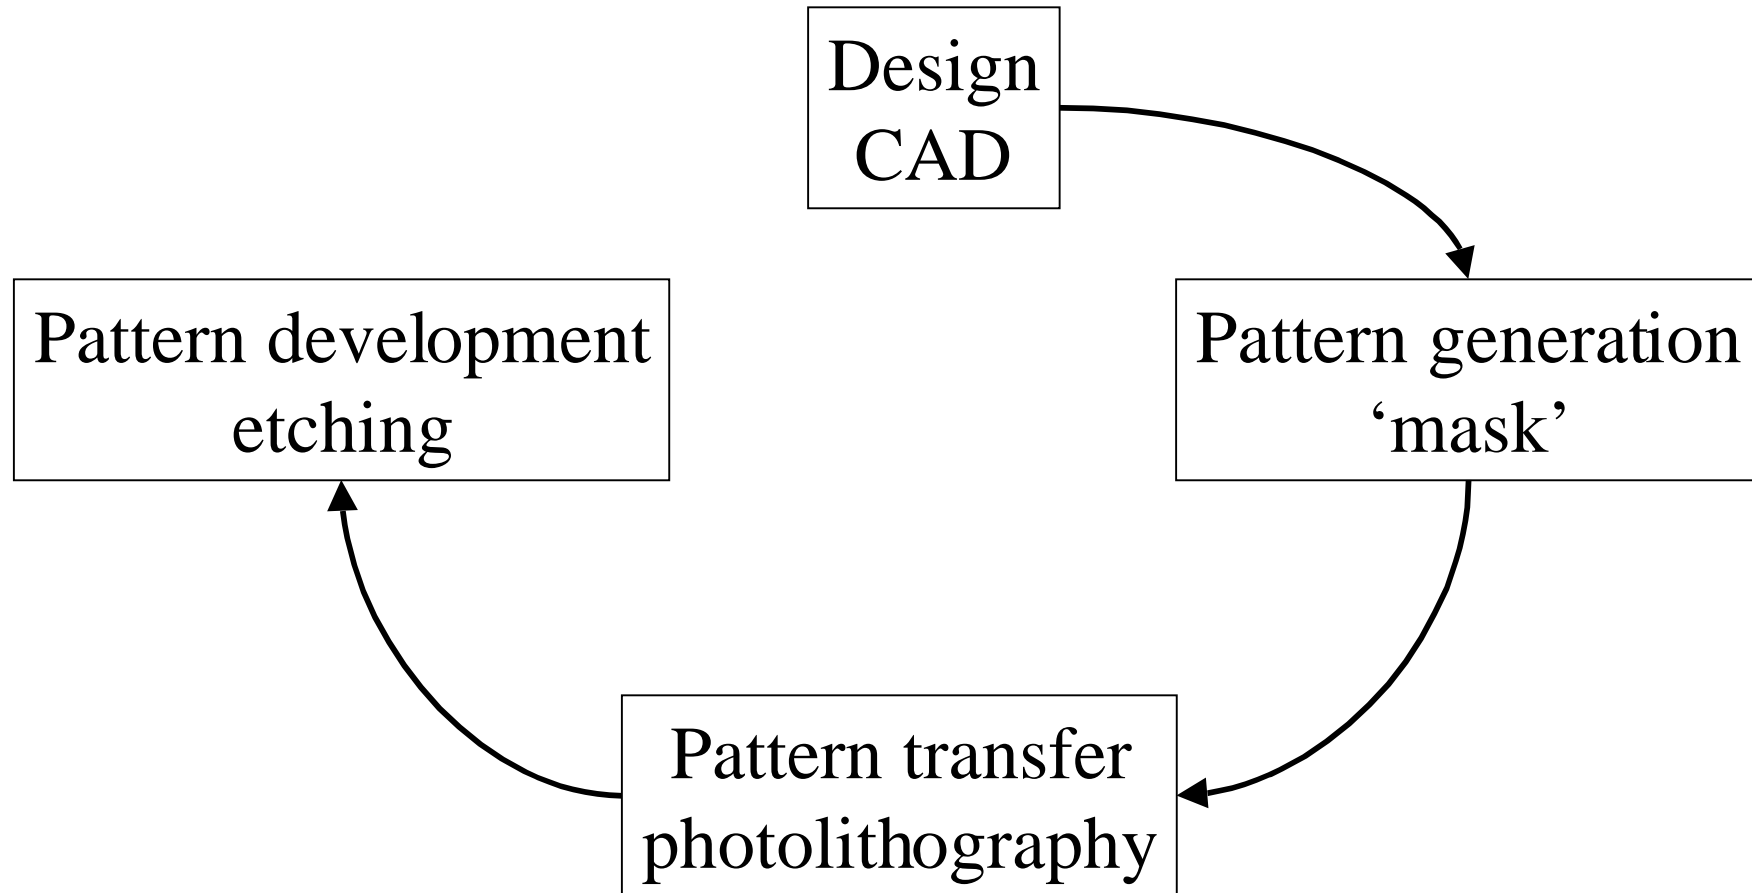 Design
CAD
Pattern generation
‘mask’
Pattern transfer
photolithography
Pattern development
etching